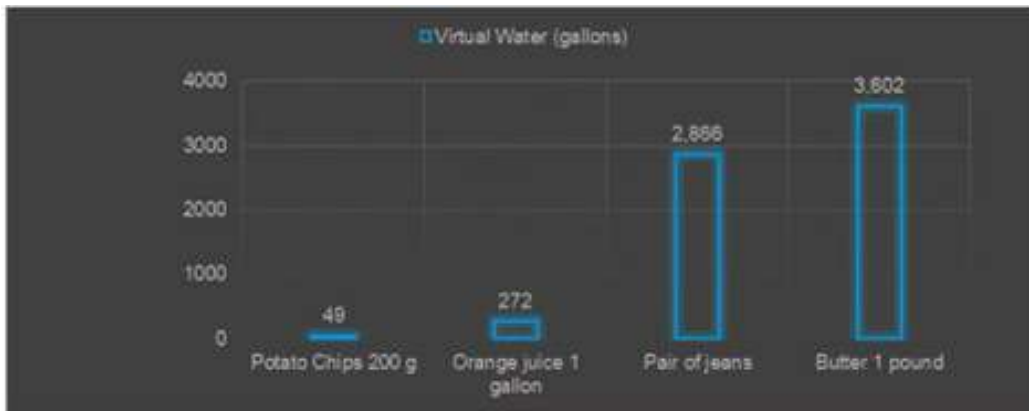 Virtual Water (gallons)
4000
3000
2000
1000
0
49
272
2,866
3,602
Potato Chips 200 g
Orange juice 1
gallon
Pair of jeans
Butter 1 pound